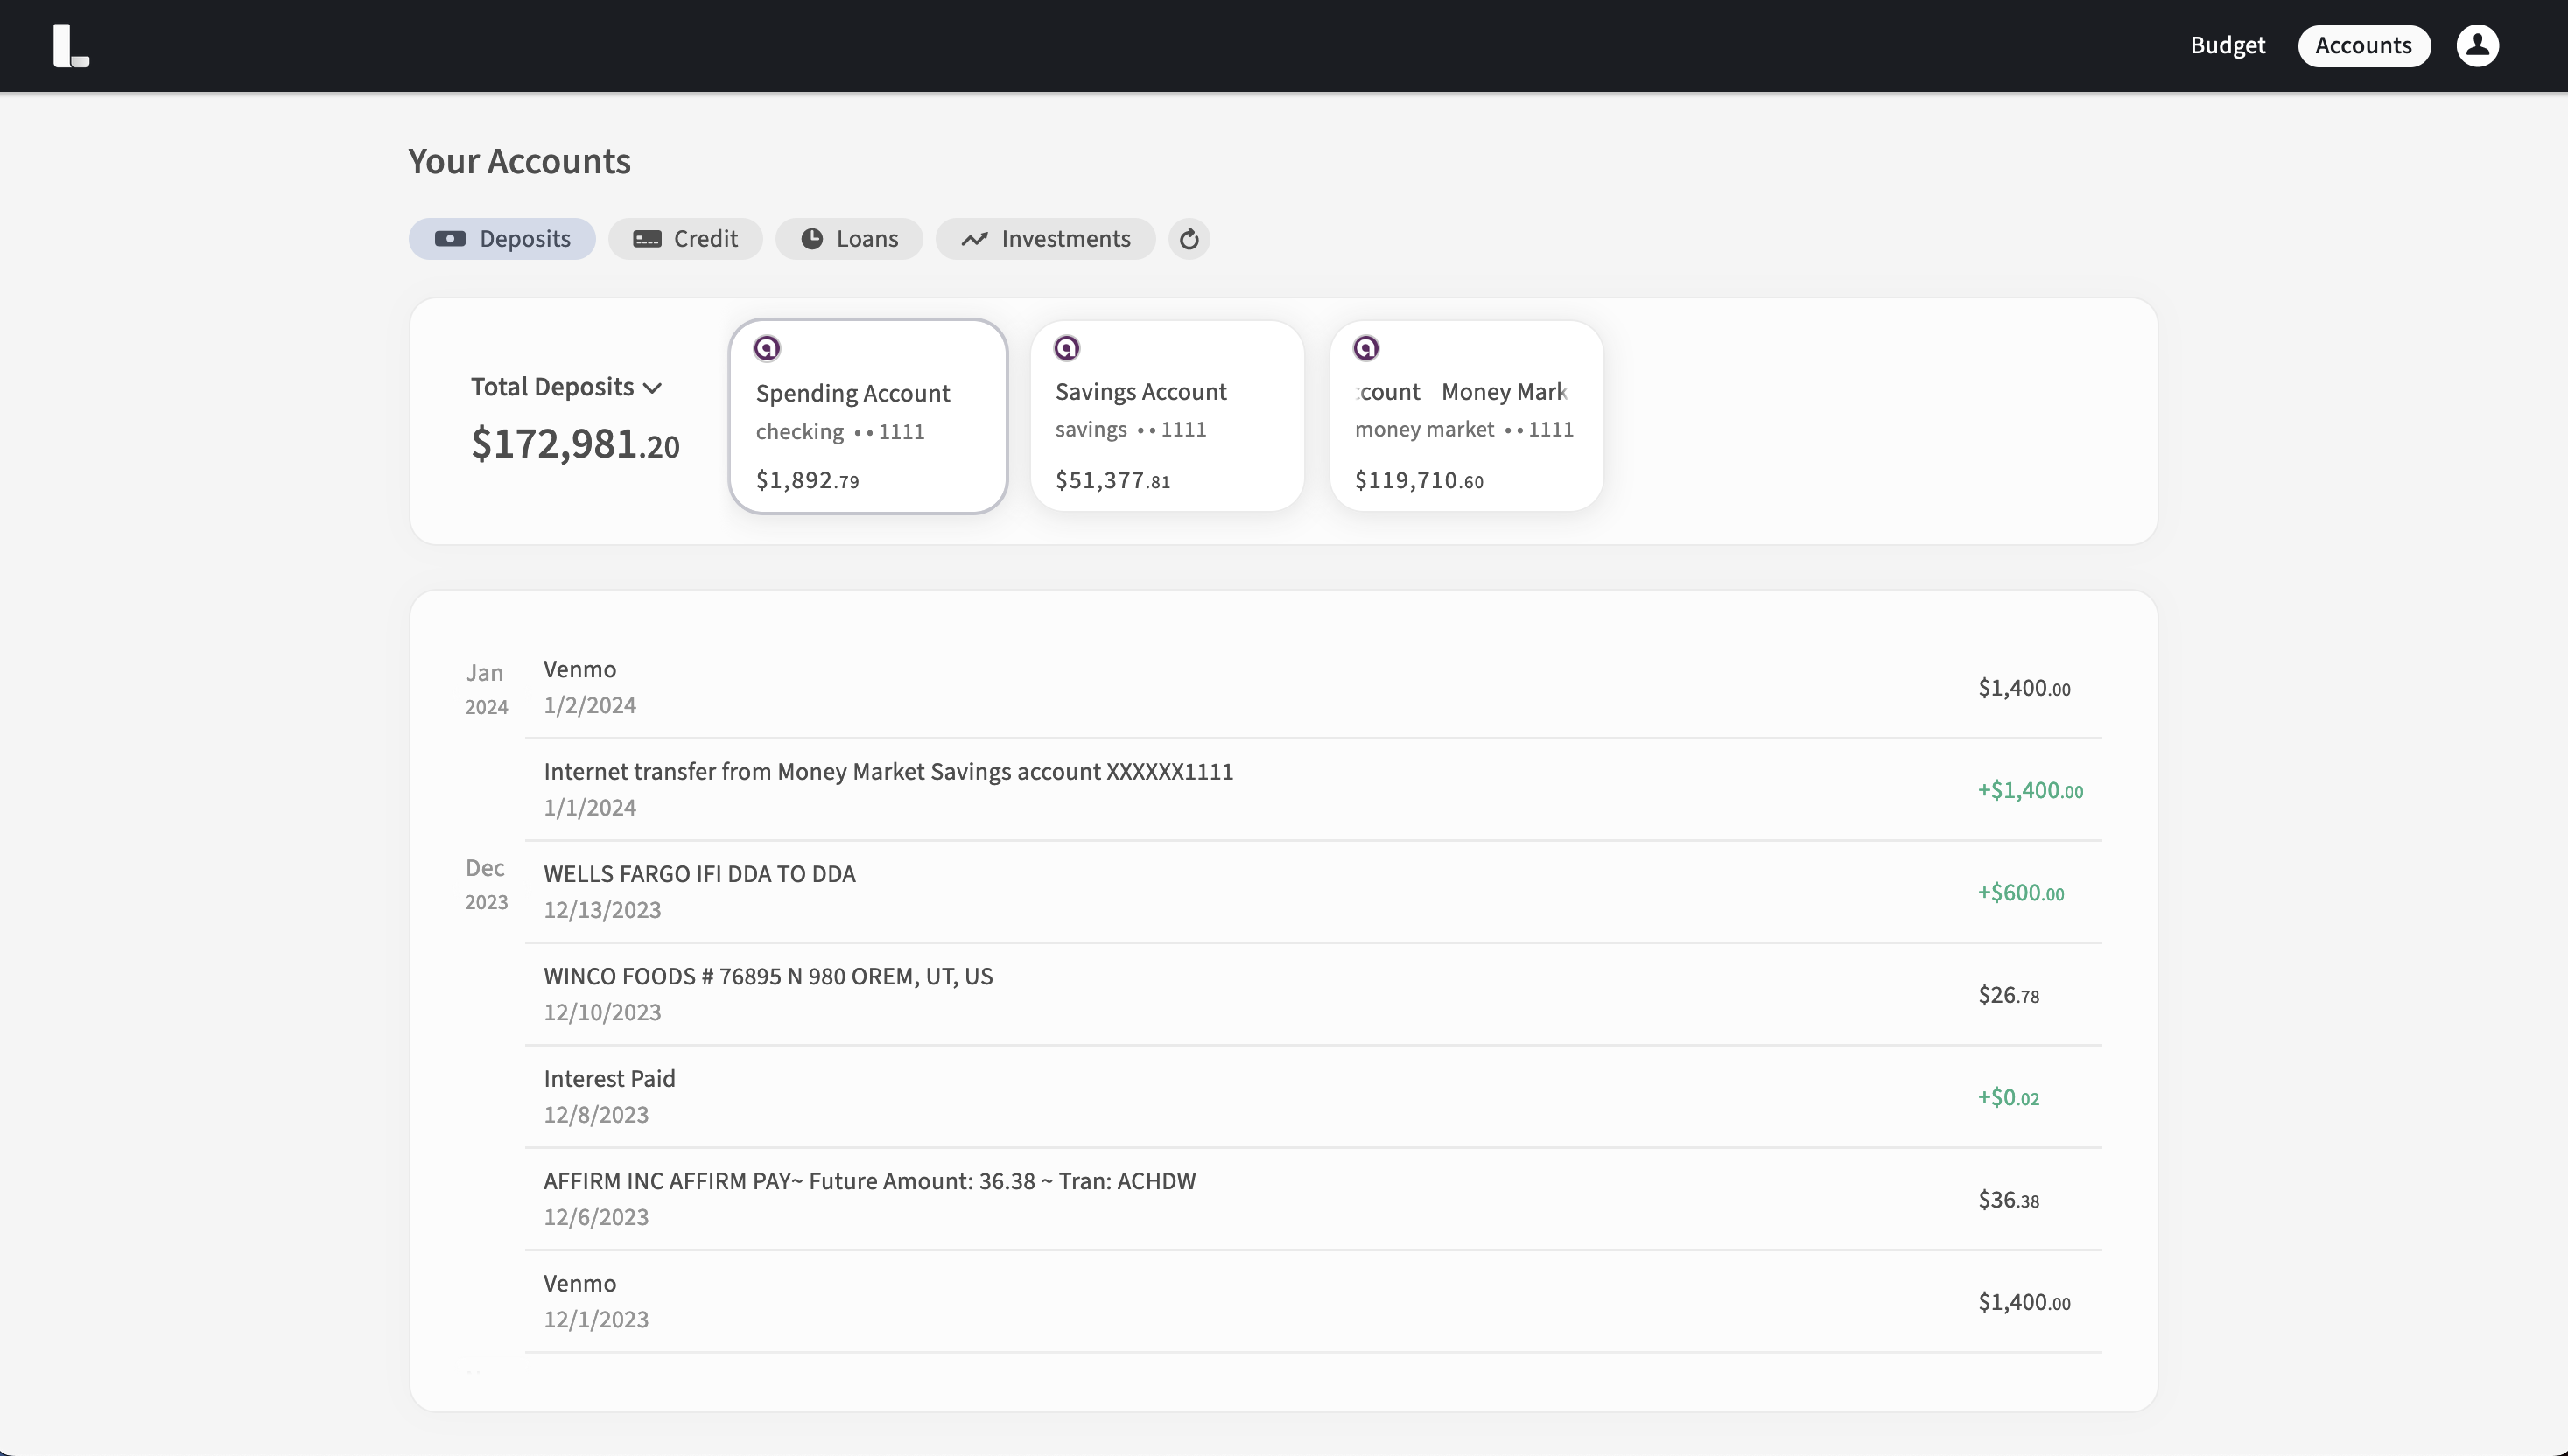 Budget
Accounts
Your Accounts
Deposits
Credit
Loans
Investments
Total Deposits
$172,981.20
Spending Account
checking ••1111
$1,892.79
Savings Account
savings ••1111
$51,377.81
Money
money market ••1111
$119,710.60
Jan
2024
Venmo
1/2/2024
$1,400.00
Internet transfer from Money Market Savings account XXXXXX1111
1/1/2024
+$1,400.00
Dec
2023
WELLS FARGO IFI DDA TO DDA
12/13/2023
+$600.00
WINCO FOODS # 76895 N 980 OREM, UT, US
12/10/2023
$26.78
Interest Paid
12/8/2023
+$0.02
AFFIRM INC AFFIRM PAY~ Future Amount: 36.38 ~ Tran: ACHDW
12/6/2023
$36.38
Venmo
12/1/2023
$1,400.00